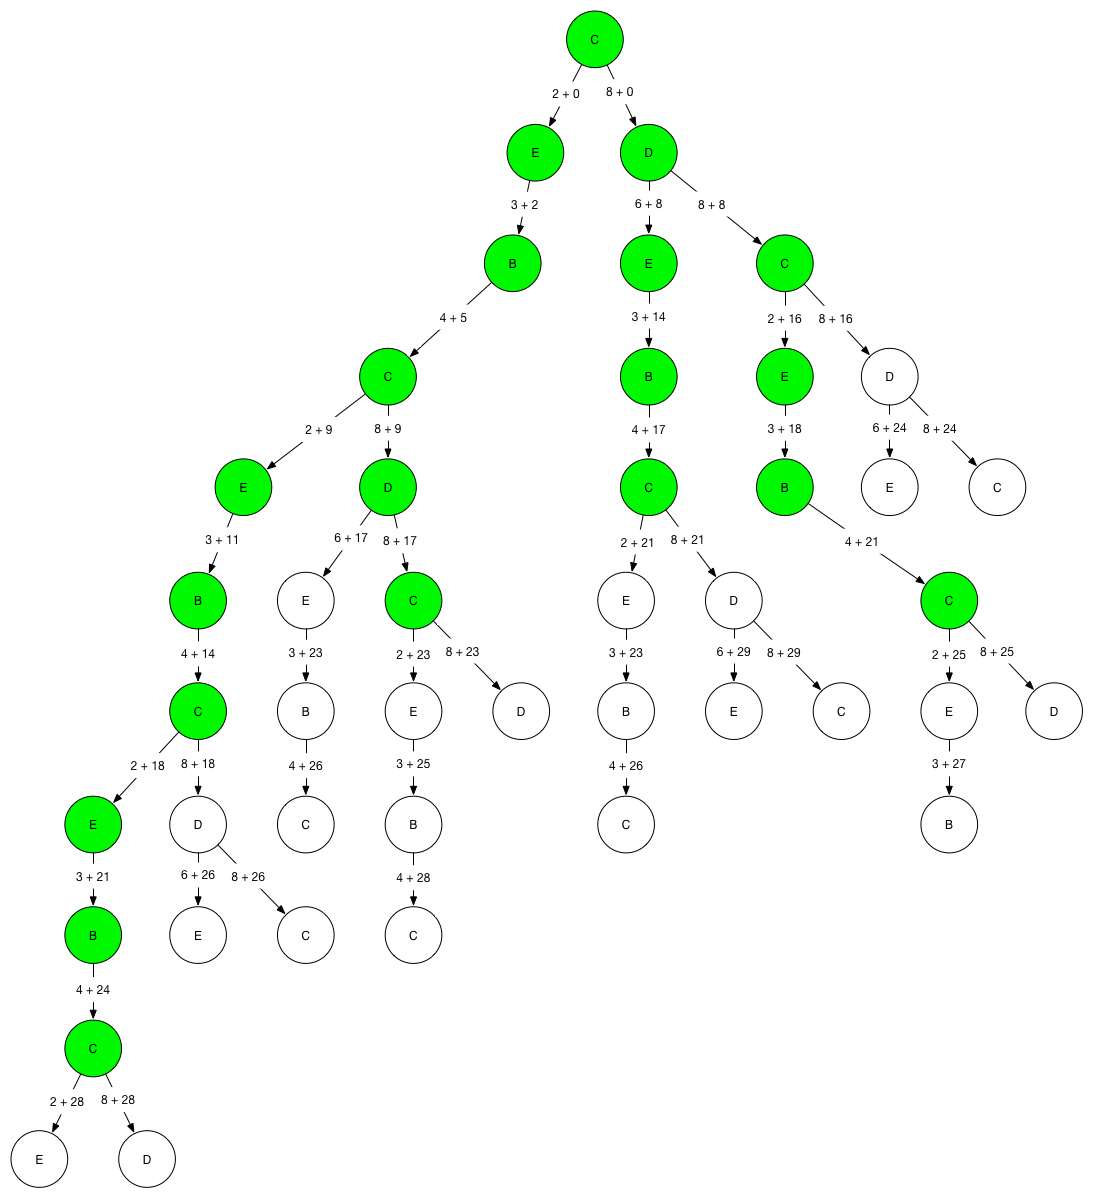 C
2 + 0
8 + 0
E
D
3 + 2
6 + 8
8 + 8
B
E
C
4 + 5
3 + 14
2 + 16
8 + 16
C
B
E
D
2 + 9
8 + 9
4 + 17
3 + 18
6 + 24
8 + 24
E
D
C
B
E
C
3 + 11
6 + 17
8 + 17
2 + 21
8 + 21
4 + 21
B
E
C
E
D
C
4 + 14
3 + 23
2 + 23
8 + 23
3 + 23
6 + 29
8 + 29
2 + 25
8 + 25
C
B
E
D
B
E
C
E
D
2 + 18
8 + 18
4 + 26
3 + 25
4 + 26
3 + 27
E
D
C
B
C
B
3 + 21
6 + 26
8 + 26
4 + 28
B
E
C
C
4 + 24
C
2 + 28
8 + 28
E
D